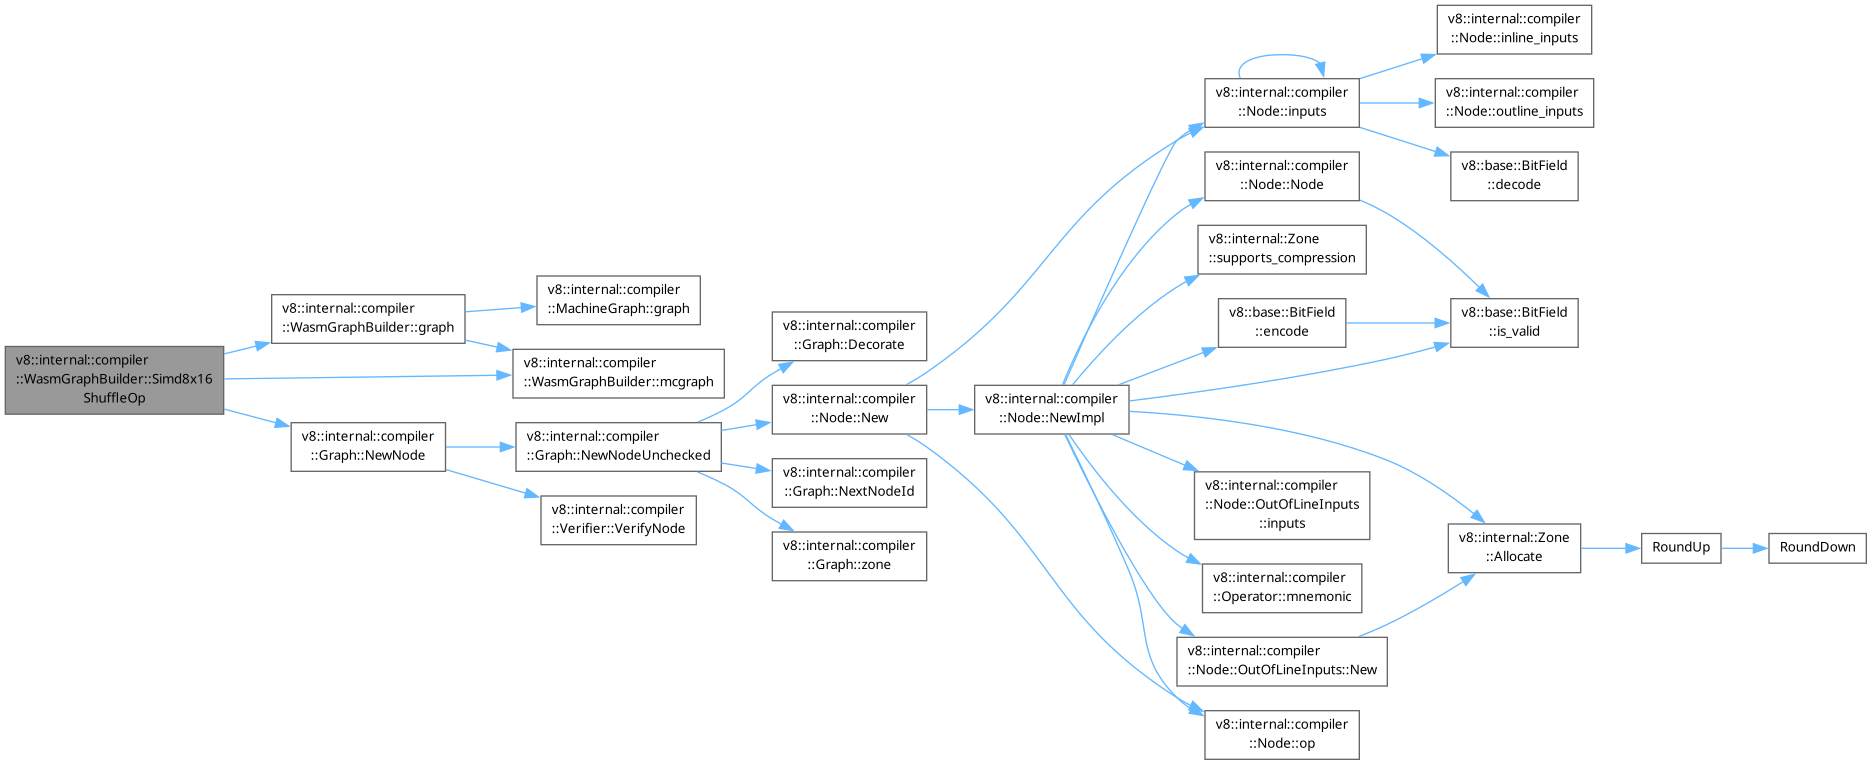 v8::internal::compiler
::WasmGraphBuilder::Simd8x16
ShuffleOp
v8::internal::compiler
::WasmGraphBuilder::graph
v8::internal::compiler
::MachineGraph::graph
v8::internal::compiler
::WasmGraphBuilder::mcgraph
v8::internal::compiler
::Graph::NewNode
v8::internal::compiler
::Graph::NewNodeUnchecked
v8::internal::compiler
::Verifier::VerifyNode
v8::internal::compiler
::Graph::Decorate
v8::internal::compiler
::Node::New
v8::internal::compiler
::Graph::NextNodeId
v8::internal::compiler
::Graph::zone
v8::internal::compiler
::Node::NewImpl
v8::internal::compiler
::Node::inputs
v8::internal::compiler
::Node::Node
v8::internal::Zone
::supports_compression
v8::base::BitField
::encode
v8::internal::compiler
::Node::OutOfLineInputs
::inputs
v8::internal::compiler
::Operator::mnemonic
v8::internal::compiler
::Node::OutOfLineInputs::New
v8::internal::compiler
::Node::op
v8::internal::compiler
::Node::inline_inputs
v8::internal::compiler
::Node::outline_inputs
v8::base::BitField
::decode
v8::base::BitField
::is_valid
v8::internal::Zone
::Allocate
RoundUp
RoundDown